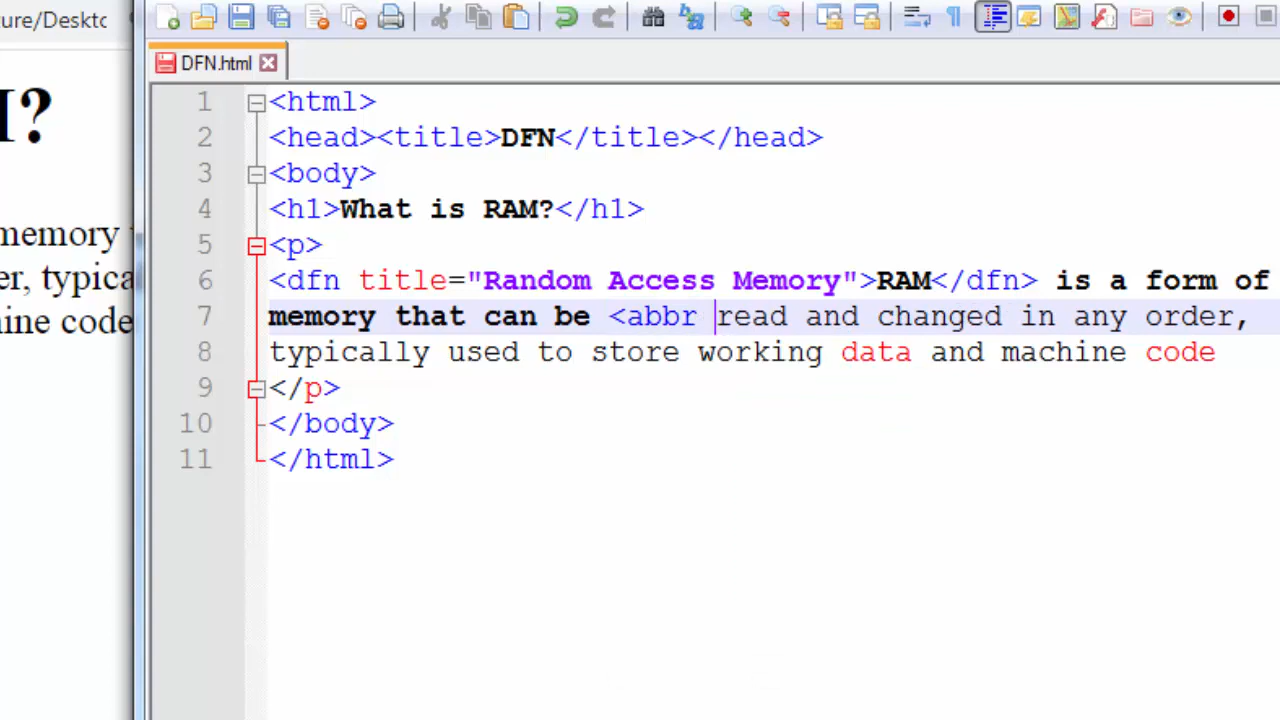 ure/Deskto
I?
memory
er, typica
ine code
DFN.html
1 <html>
2 <head><title>DFN</title></head>
3 <body>
4 <h1>What is RAM?</h1>
5 <p>
6 <dfn title="Random Access Memory">RAM</dfn> is a form of
7 memory that can be <abbr read and changed in any order,
8 typically used to store working data and machine code
9 </p>
10 </body>
11 </html>